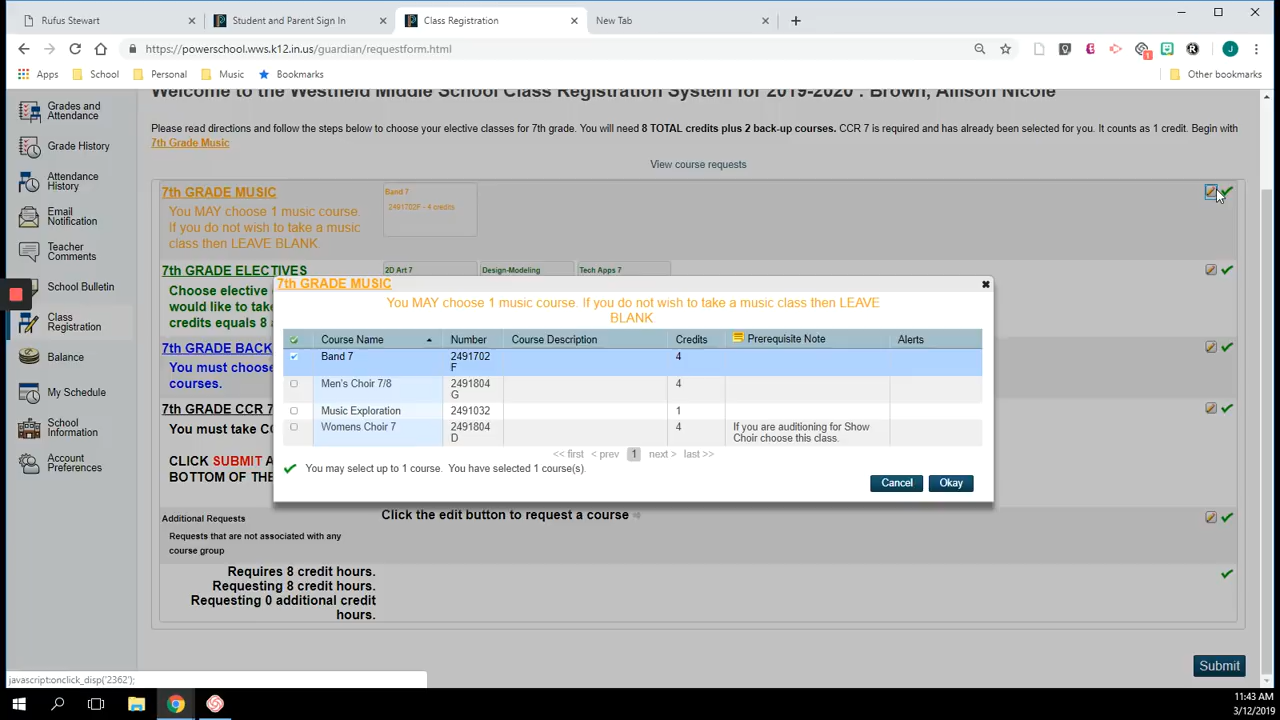 Rufus Stewart
Student and Parent Sign In
Class Registration
New Tab
https://powerschool.wws.k12.in.us/guardian/requestform.html
1
J
Apps
School
Personal
Music
Bookmarks
Other bookmarks
Grades and
Attendance
Grade History
Attendance
History
Email
Notification
Teacher
Comments
School Bulletin
Class
Registration
Balance
My Schedule
School
Information
Account
Preferences
Welcome to the Westfield Middle School Class Registration System for 2019-2020 : Brown, Allison Nicole
Please read directions and follow the steps below to choose your elective classes for 7th grade. You will need 8 TOTAL credits plus 2 back-up courses. CCR 7 is required and has already been selected for you. It counts as 1 credit. Begin with
7th Grade Music
View course requests
7th GRADE MUSIC
You MAY choose 1 music course.
If you do not wish to take a music
class then LEAVE BLANK.
Band 7
2491702F - 4 credits
7th GRADE ELECTIVES
Choose elective
would like to take
credits equals 8
2D Art 7
Design-Modeling
Tech Apps 7
7th GRADE BACK
You must choose
courses.
7th GRADE CCR 7
You must take CC
CLICK SUBMIT A
BOTTOM OF THE
7th GRADE MUSIC
You MAY choose 1 music course. If you do not wish to take a music class then LEAVE
BLANK
Course Name Number Course Description Credits Prerequisite Note Alerts
Band 7 2491702 4
F
Men's Choir 7/8 2491804 4
G
Music Exploration 2491032 1
Womens Choir 7 2491804 4 If you are auditioning for Show
D Choir choose this class.
<< first < prev 1 next > last >>
You may select up to 1 course. You have selected 1 course(s).
Cancel
Okay
Additional Requests
Requests that are not associated with any
course group
Click the edit button to request a course
Requires 8 credit hours.
Requesting 8 credit hours.
Requesting 0 additional credit
hours.
Submit
javascript:onclick_disp('2362');
11:43 AM
3/12/2019